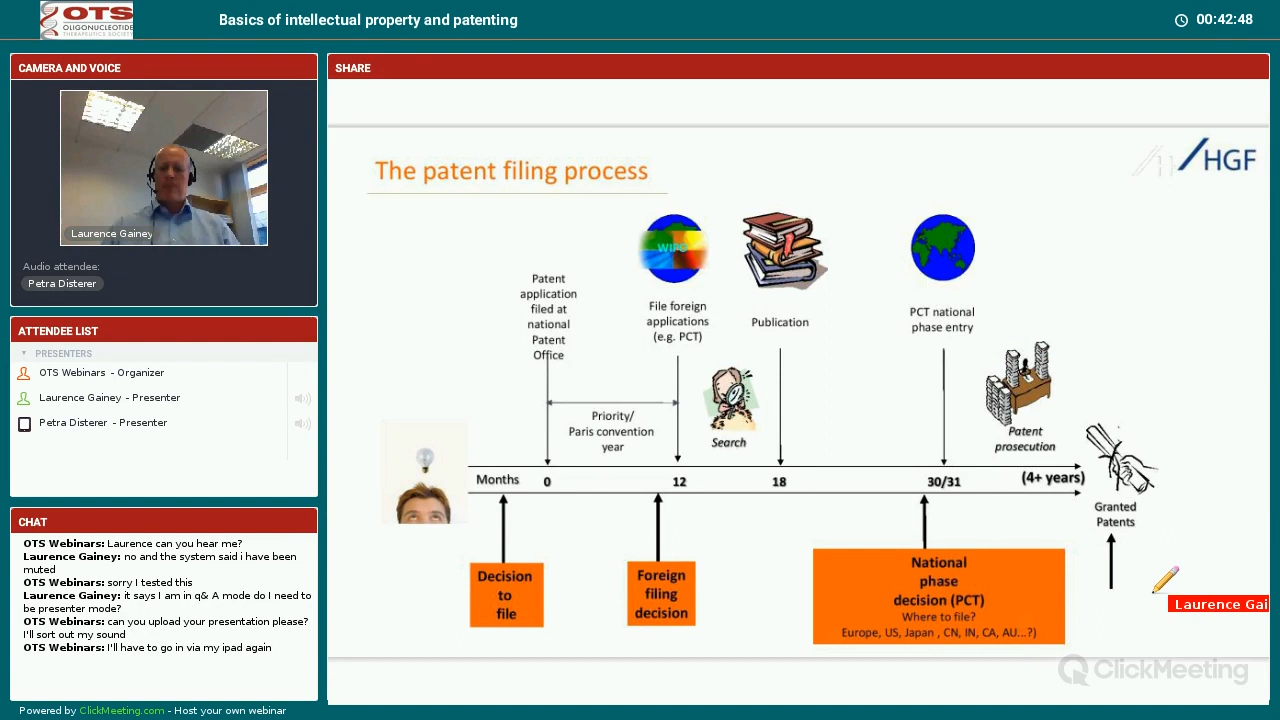 OTS
OLIGONUCLEOTIDE
THERAPEUTICS SOCIETY
Basics of intellectual property and patenting
00:42:48
CAMERA AND VOICE
Laurence Gainey
Audio attendee:
Petra Disterer
ATTENDEE LIST
PRESENTERS
OTS Webinars - Organizer
Laurence Gainey - Presenter
Petra Disterer - Presenter
CHAT
OTS Webinars: Laurence can you hear me?
Laurence Gainey: no and the system said i have been
muted
OTS Webinars: sorry I tested this
Laurence Gainey: it says I am in q& A mode do I need to
be presenter mode?
OTS Webinars: can you upload your presentation please?
I'll sort out my sound
OTS Webinars: I'll have to go in via my ipad again
Powered by ClickMeeting.com - Host your own webinar
SHARE
The patent filing process
HGF
Patent
application
filed at
national
Patent
Office
WIPO
File foreign
applications
(e.g. PCT)
Publication
PCT national
phase entry
Priority/
Paris convention
year
Search
Patent
prosecution
Months
0
12
18
30/31
(4+ years)
Granted
Patents
Decision
to
file
Foreign
filing
decision
National
phase
decision (PCT)
Where to file?
Europe, US, Japan , CN, IN, CA, AU...?)
Laurence Gai
ClickMeeting